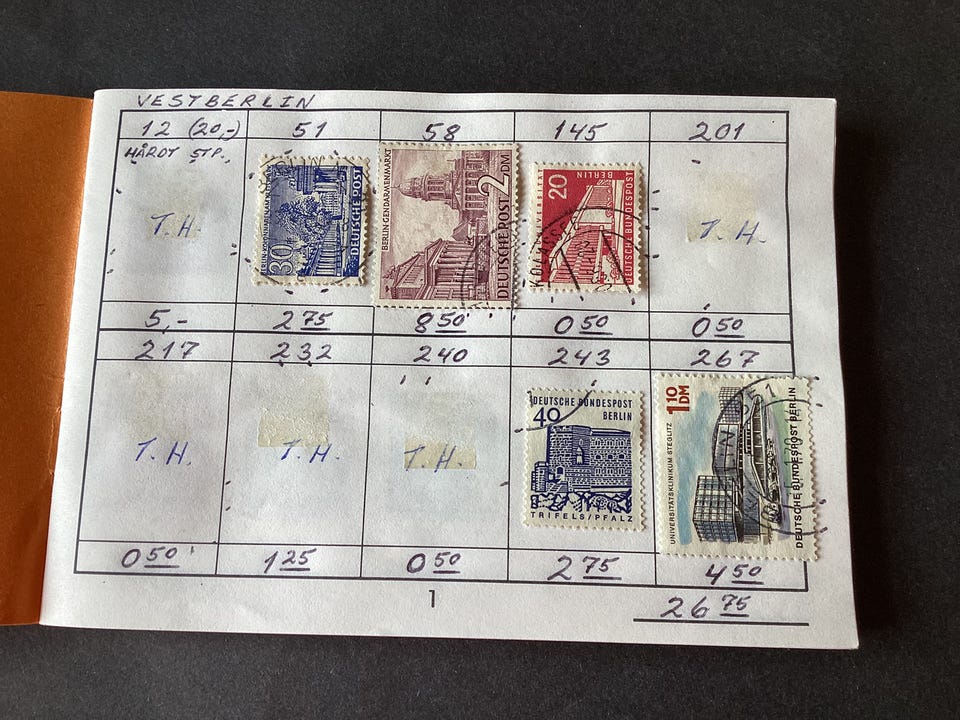 VESTBERLIN
12 (20,-) 51 58 145 201
HÅRDT STP.
T.H.
BERLIN
30
DEUTSCHE POST
BERLIN-GENDARMENMARKT
2 DM
DEUTSCHE POST
20
BERLIN
DEUTSCHE BUNDESPOST
T.H.
5,- 2 75 8 50 0 50 0 50
217 232 240 243 267
T.H. T.H. T.H.
DEUTSCHE BUNDESPOST
40 BERLIN
TRIFELS/PFALZ
1 10 DM
UNIVERSITÄTSKLINIKUM STEGLITZ
DEUTSCHE BUNDESPOST BERLIN
0 50 1 25 0 50 2 75 4 50
1
26 75